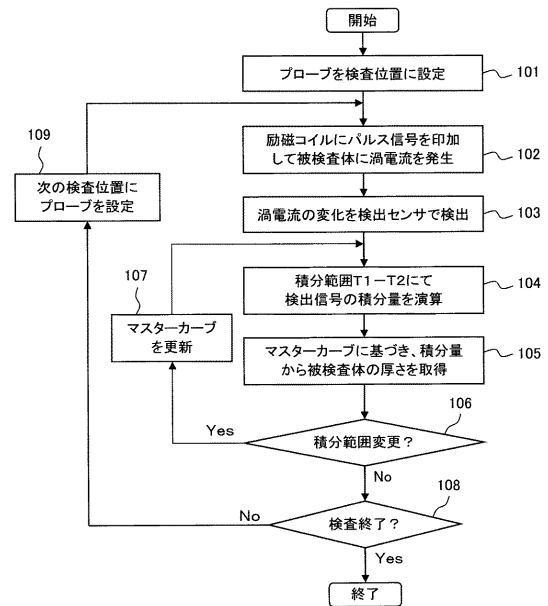 開始
プローブを検査位置に設定
101
109
励磁コイルにパルス信号を印加
して被検査体に渦電流を発生
102
次の検査位置に
プローブを設定
渦電流の変化を検出センサで検出
103
107
積分範囲T1-T2にて
検出信号の積分量を演算
104
マスターカーブ
を更新
マスターカーブに基づき、積分量
から被検査体の厚さを取得
105
106
Yes
積分範囲変更?
No
108
No
検査終了?
Yes
終了